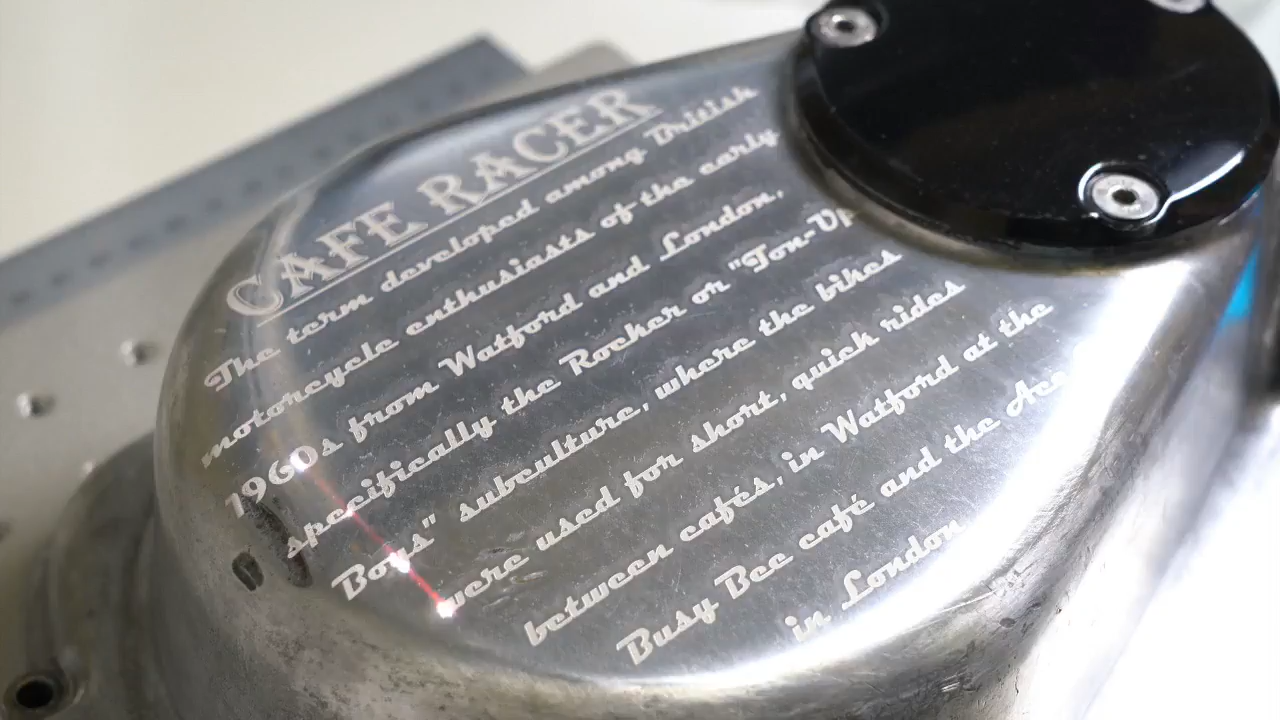 CAFE RACER
The term developed among British
motorcycle enthusiasts of the early
1960s from Watford and London,
specifically the Rocker or "Ton-Up
Boys" subculture, where the bikes
were used for short, quick rides
between cafés, in Watford at the
Busy Bee café and the Ace
in London